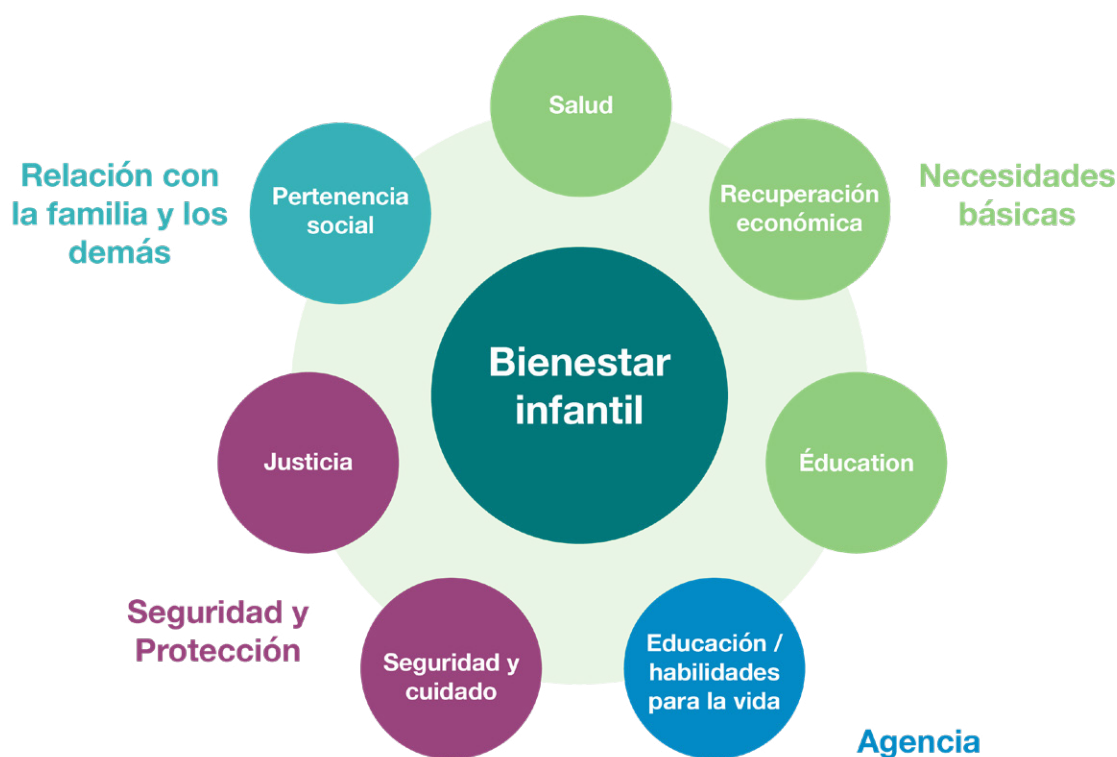 Salud
Relación con
la familia y los
demás
Pertenencia
social
Recuperación
económica
Necesidades
básicas
Bienestar
infantil
Justicia
Éducation
Seguridad y
Protección
Seguridad y
cuidado
Educación /
habilidades
para la vida
Agencia